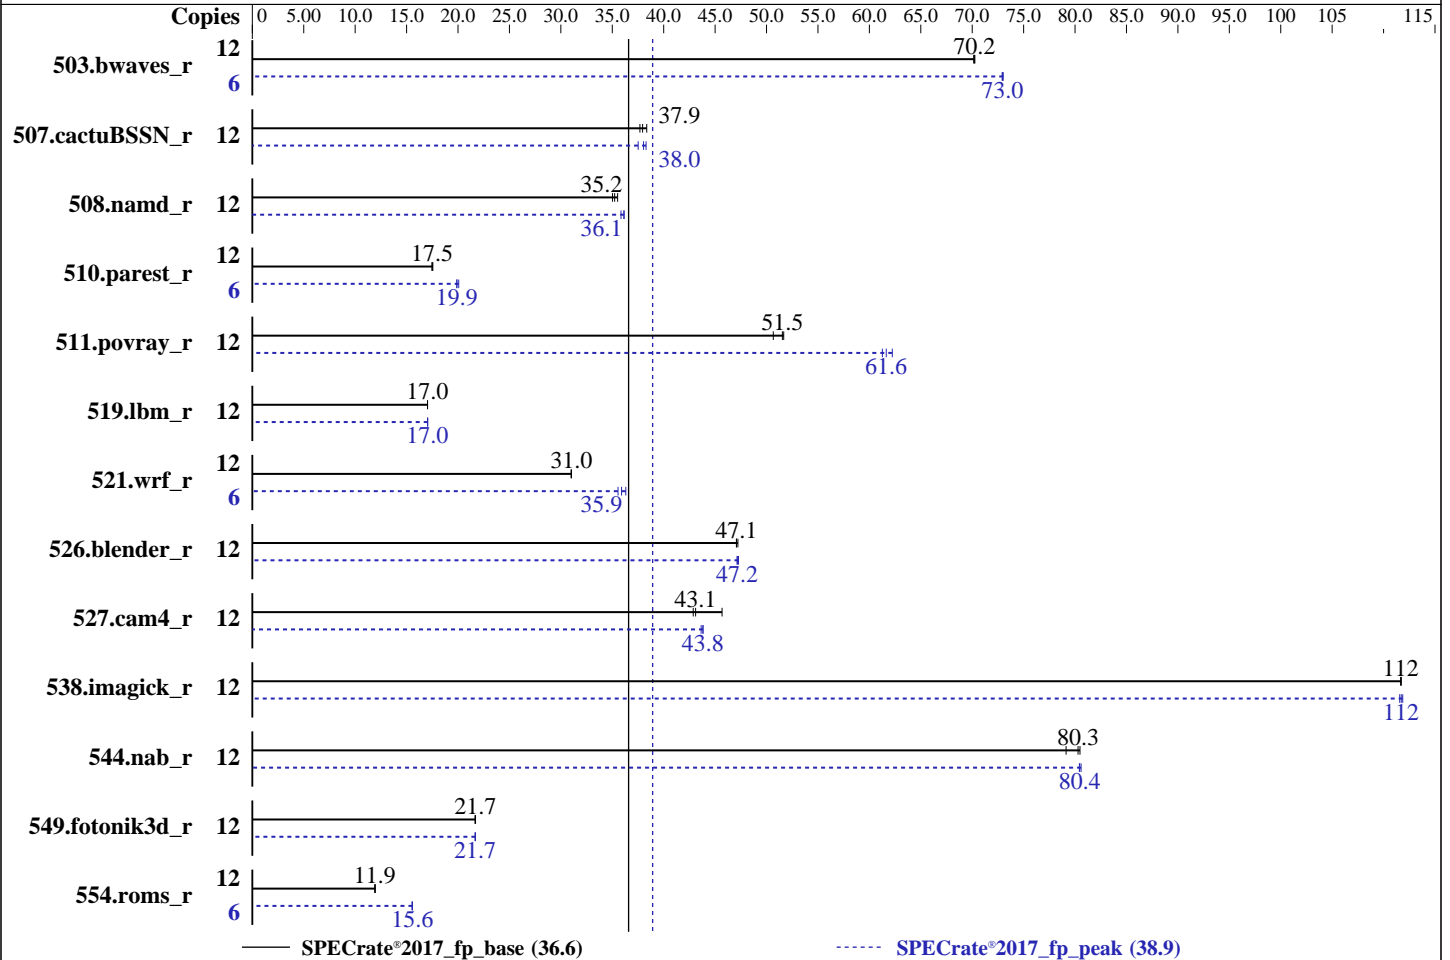 Copies 0 5.00 10.0 15.0 20.0 25.0 30.0 35.0 40.0 45.0 50.0 55.0 60.0 65.0 70.0 75.0 80.0 85.0 90.0 95.0 100 105 115
503.bwaves_r 12 70.2
6 73.0
507.cactuBSSN_r 12 37.9
38.0
508.namd_r 12 35.2
36.1
510.parest_r 12 17.5
6 19.9
511.povray_r 12 51.5
61.6
519.lbm_r 12 17.0
17.0
521.wrf_r 12 31.0
6 35.9
526.blender_r 12 47.1
47.2
527.cam4_r 12 43.1
43.8
538.imagick_r 12 112
112
544.nab_r 12 80.3
80.4
549.fotonik3d_r 12 21.7
21.7
554.roms_r 12 11.9
6 15.6
SPECrate®2017_fp_base (36.6) SPECrate®2017_fp_peak (38.9)